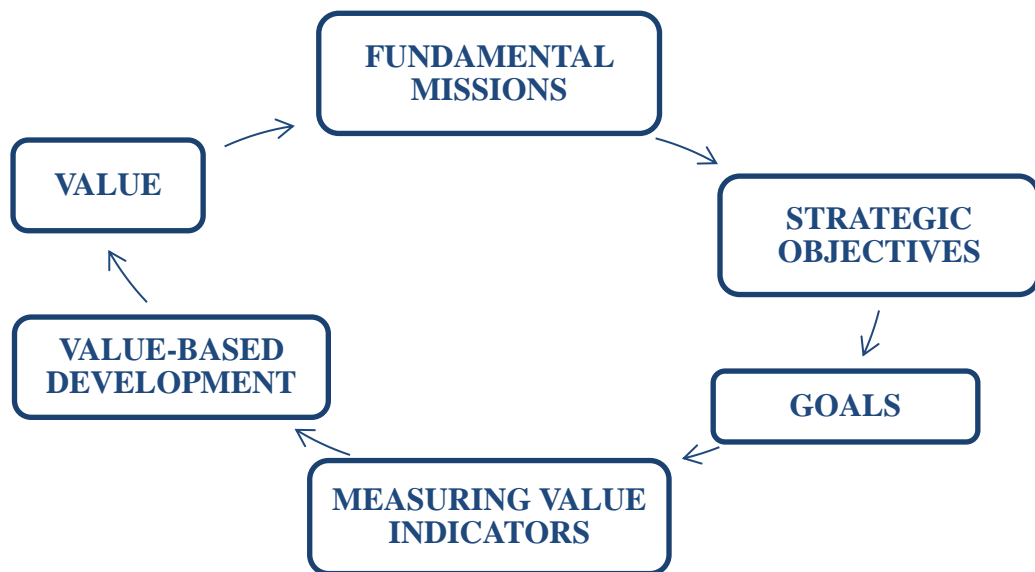 FUNDAMENTAL
MISSIONS
STRATEGIC
OBJECTIVES
GOALS
MEASURING VALUE
INDICATORS
VALUE-BASED
DEVELOPMENT
VALUE